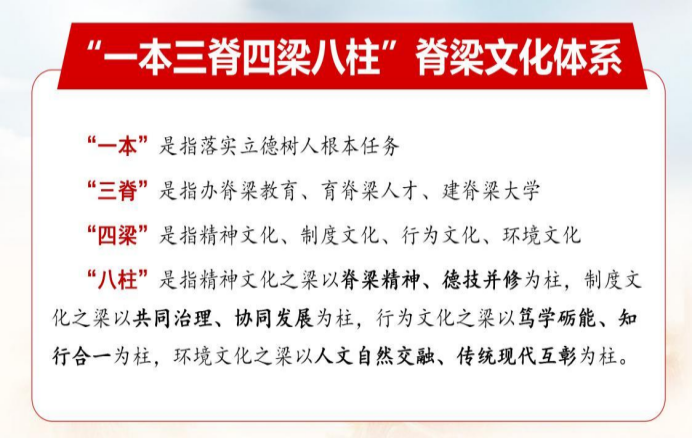 “一本三脊四梁八柱”脊梁文化体系
“一本”是指落实立德树人根本任务
“三脊”是指办脊梁教育、育脊梁人才、建脊梁大学
“四梁”是指精神文化、制度文化、行为文化、环境文化
“八柱”是指精神文化之梁以脊梁精神、德技并修为柱，制度文
化之梁以共同治理、协同发展为柱，行为文化之梁以笃学砺能、知
行合一为柱，环境文化之梁以人文自然交融、传统现代互彰为柱。